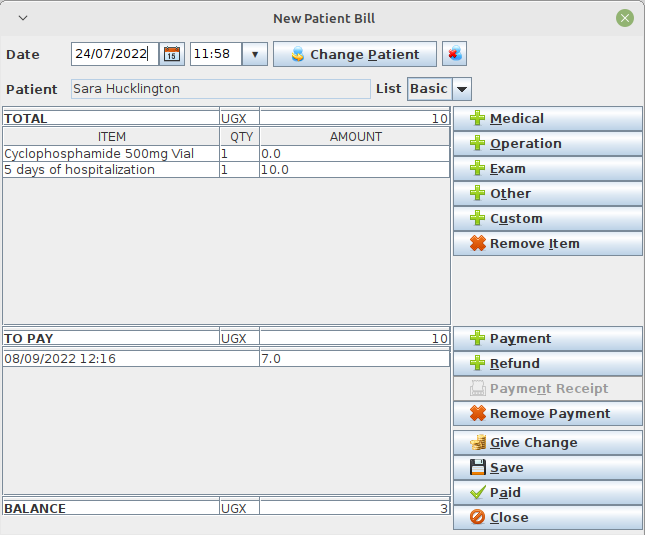 New Patient Bill
Date 24/07/2022 15 11:58 Change Patient
Patient Sara Hucklington List Basic
TOTAL UGX 10
ITEM QTY AMOUNT
Cyclophosphamide 500mg Vial 1 0.0
5 days of hospitalization 1 10.0
Medical
Operation
Exam
Other
Custom
Remove Item
TO PAY UGX 10
08/09/2022 12:16 7.0
Payment
Refund
Payment Receipt
Remove Payment
Give Change
Save
Paid
Close
BALANCE UGX 3